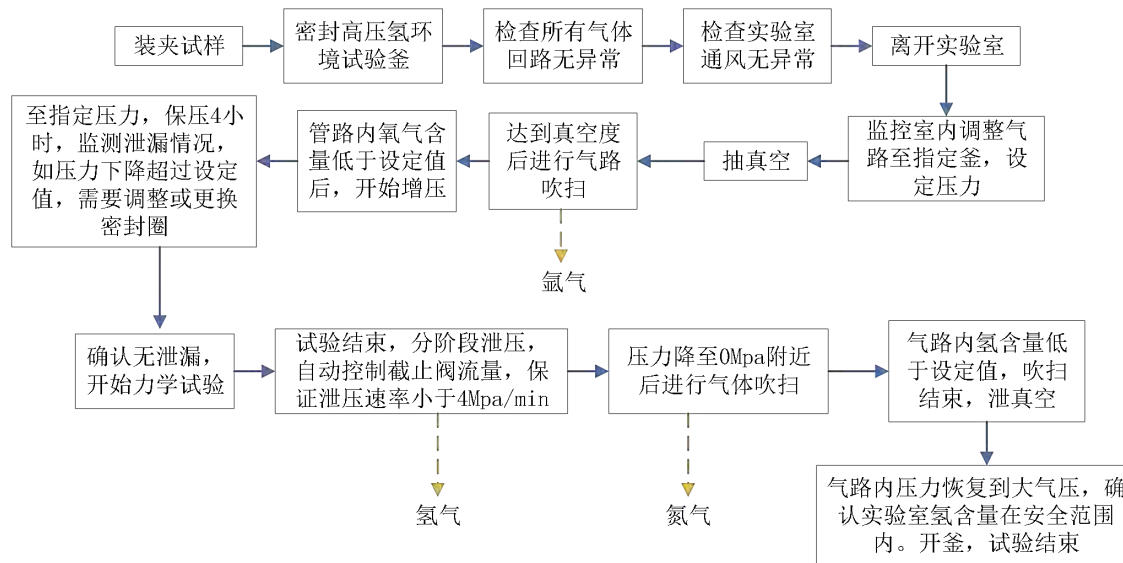 装夹试样
密封高压氢环
境试验釜
检查所有气体
回路无异常
检查实验室
通风无异常
离开实验室
监控室内调整气
路至指定釜，设
定压力
抽真空
达到真空度
后进行气路
吹扫
氩气
管路内氧气含
量低于设定值
后，开始增压
至指定压力，保压4小
时，监测泄漏情况，
如压力下降超过设定
值，需要调整或更换
密封圈
确认无泄漏，
开始力学试验
试验结束，分阶段泄压，
自动控制截止阀流量，保
证泄压速率小于4Mpa/min
氢气
压力降至0Mpa附近
后进行气体吹扫
氮气
气路内氢含量低
于设定值，吹扫
结束，泄真空
气路内压力恢复到大气压，确
认实验室氢含量在安全范围
内。开釜，试验结束